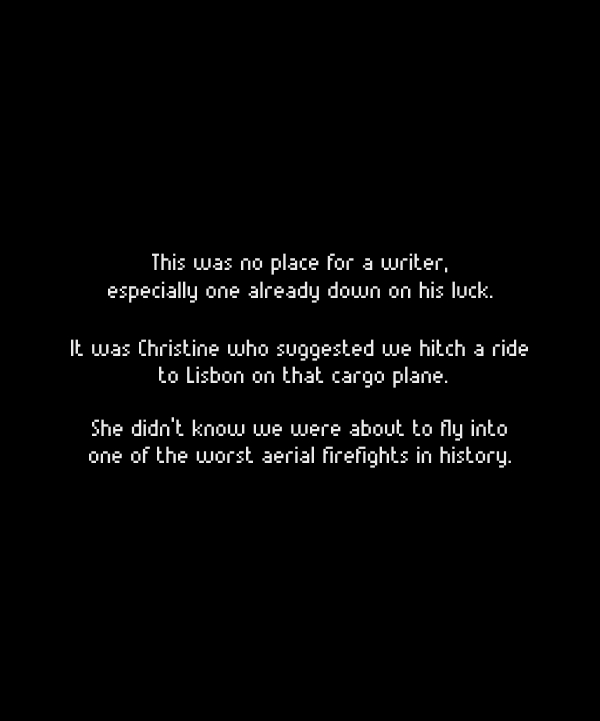 This was no place for a writer,
especially one already down on his luck.
It was Christine who suggested we hitch a ride
to Lisbon on that cargo plane.
She didn't know we were about to fly into
one of the worst aerial firefights in history.